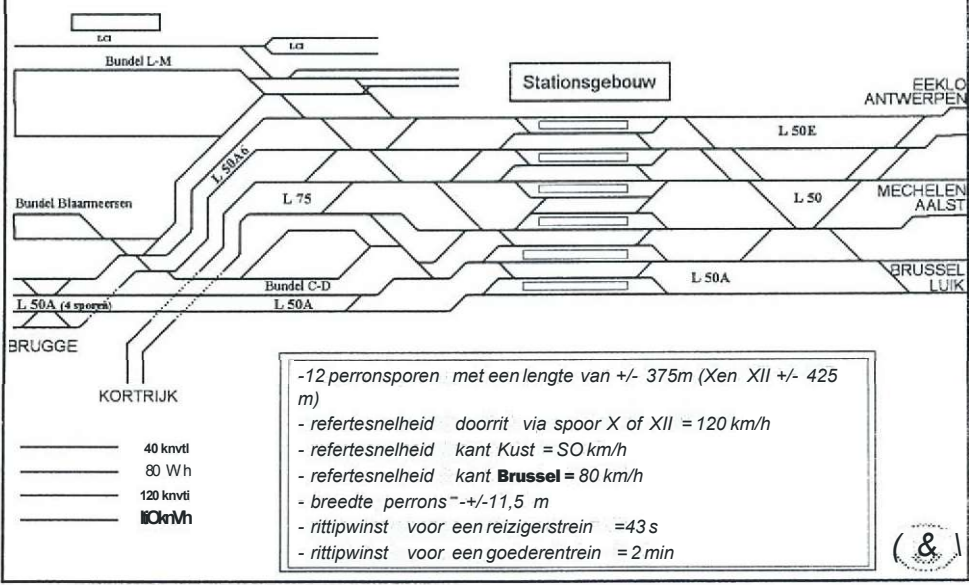 LCI
LCI
Bundel L-M
Stationsgebouw
EEKLO
ANTWERPEN
L 50E
L 50A6
L 75
L 50
MECHELEN
AALST
Bundel Blaarmeersen
BRUSSEL
LUIK
L 50A
Bundel C-D
L 50A (4 sporen)
L 50A
BRUGGE
KORTRIJK
-12 perronsporen met een lengte van +/- 375m (Xen XII +/- 425
m)
- refertesnelheid doorrit via spoor X of XII = 120 km/h
- refertesnelheid kant Kust = SO km/h
- refertesnelheid kant Brussel = 80 km/h
- breedte perrons -+/-11,5 m
- rittipwinst voor een reizigerstrein =43 s
- rittipwinst voor een goederentrein = 2 min
40 knvtl
80 Wh
120 knvti
( & \